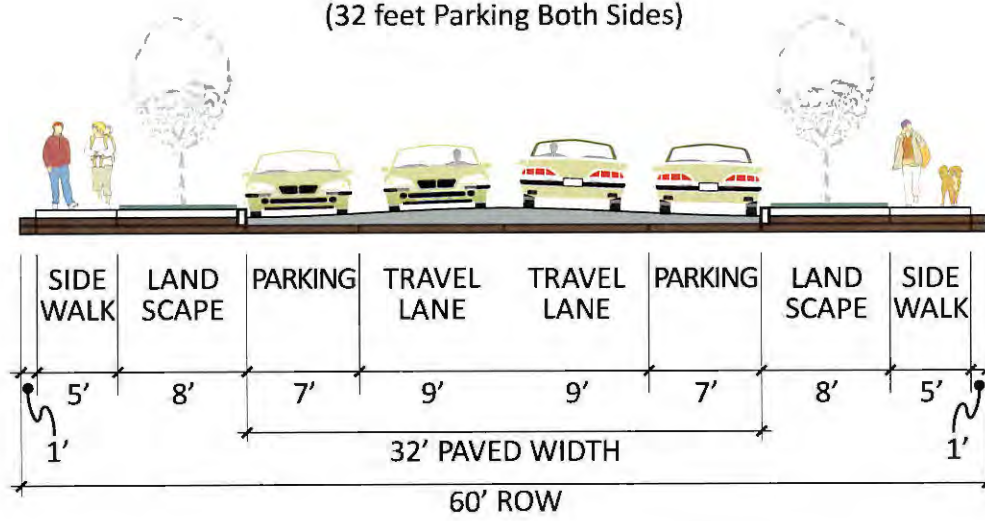 (32 feet Parking Both Sides)
SIDE WALK
LAND SCAPE
PARKING
TRAVEL LANE
TRAVEL LANE
PARKING
LAND SCAPE
SIDE WALK
5' 8' 7' 9' 9' 7' 8' 5'
1' 32' PAVED WIDTH 1'
60' ROW